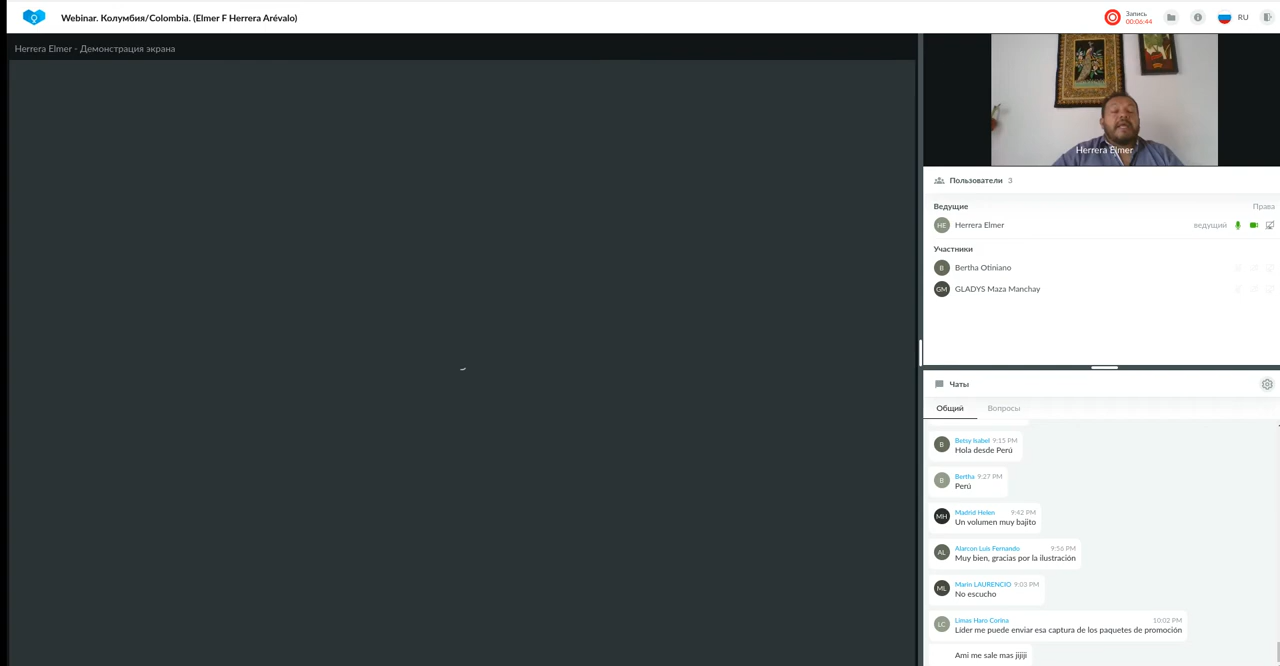 Webinar. Колумбия/Colombia. (Elmer F Herrera Arévalo)
Запись
00:06:44
RU
Herrera Elmer - Демонстрация экрана
Herrera Elmer
Пользователи 3
Ведущие Права
HE Herrera Elmer ведущий
Участники
B Bertha Otiniano
GM GLADYS Maza Manchay
Чаты
Общий Вопросы
B Betsy Isabel 9:15 PM
Hola desde Perú
B Bertha 9:27 PM
Perú
MH Madrid Helen 9:42 PM
Un volumen muy bajito
AL Alarcon Luis Fernando 9:56 PM
Muy bien, gracias por la ilustración
ML Marin LAURENCIO 9:03 PM
No escucho
LC Limas Haro Corina 10:02 PM
Líder me puede enviar esa captura de los paquetes de promoción
Ami me sale mas jijiji